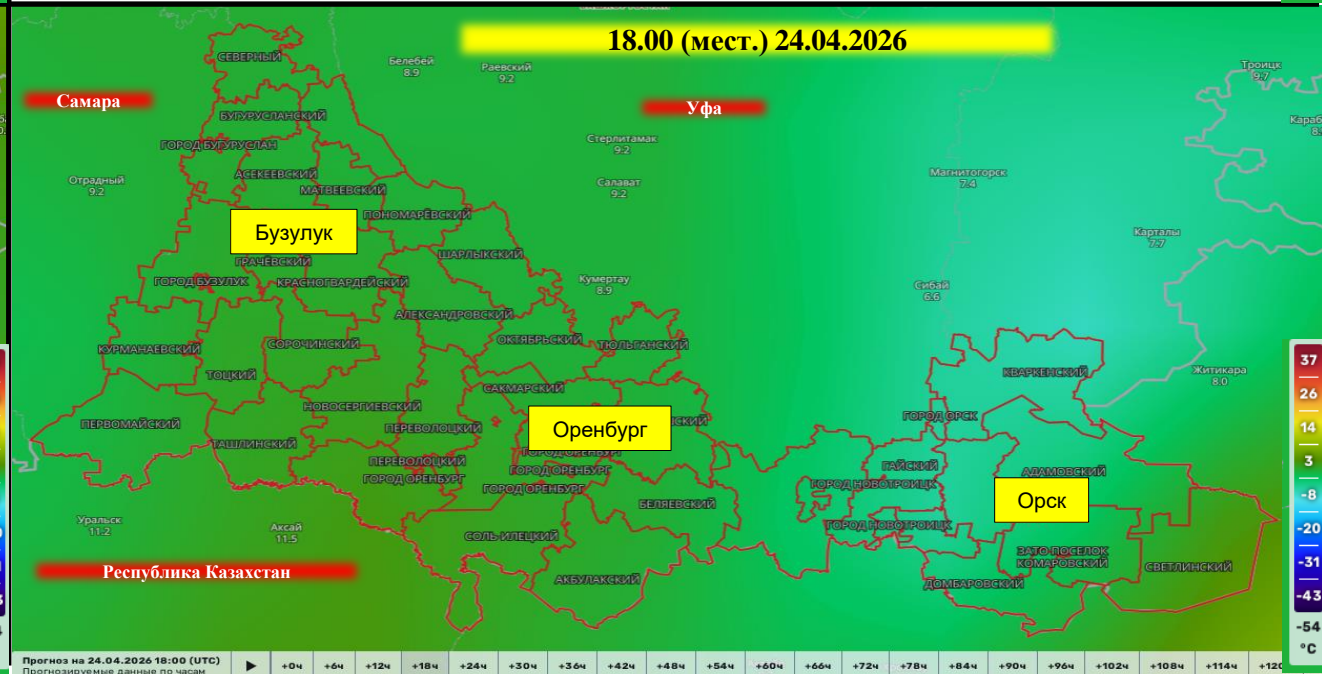 18.00 (мест.) 24.04.2026
СЕВЕРНЫЙ
Белебей
8.9
Раевский
9.2
Троицк
9.7
Самара
Уфа
БУГУРУСЛАНСКИЙ
ГОРОД БУГУРУСЛАН
Стерлитамак
9.2
Отрадный
9.2
АСЕКЕЕВСКИЙ
МАТВЕЕВСКИЙ
Салават
9.2
Магнитогорск
7.4
ПОНОМАРЁВСКИЙ
Бузулук
Карталы
7.7
ШАРЛЫКСКИЙ
ГРАЧЁВСКИЙ
ГОРОД БУЗУЛУК
КРАСНОГВАРДЕЙСКИЙ
Кумертау
8.9
Сибай
6.6
АЛЕКСАНДРОВСКИЙ
ОКТЯБРЬСКИЙ
ТЮЛЬГАНСКИЙ
КУРМАНАЕВСКИЙ
СОРОЧИНСКИЙ
ТОЦКИЙ
КВАРКЕНСКИЙ
Житикара
8.0
САКМАРСКИЙ
НОВОСЕРГИЕВСКИЙ
ГОРОД ОРСК
ПЕРВОМАЙСКИЙ
ПЕРЕВОЛОЦКИЙ
Оренбург
ТАШЛИНСКИЙ
ПЕРЕВОЛОЦКИЙ
ГОРОД ОРЕНБУРГ
ГОРОД ОРЕНБУРГ
ГОРОД ОРЕНБУРГ
ГОРОД ОРЕНБУРГ
ГАЙСКИЙ
АДАМОВСКИЙ
ГОРОД НОВОТРОИЦК
Орск
БЕЛЯЕВСКИЙ
Уральск
11.2
Аксай
11.5
ГОРОД НОВОТРОИЦК
СОЛЬ-ИЛЕЦКИЙ
ЗАТО ПОСЕЛОК
КОМАРОВСКИЙ
СВЕТЛИНСКИЙ
Республика Казахстан
АКБУЛАКСКИЙ
ДОМБАРОВСКИЙ
37
26
14
3
-8
-20
-31
-43
-54
°C
Прогноз на 24.04.2026 18:00 (UTC)
Прогнозируемые данные по часам
+0ч +6ч +12ч +18ч +24ч +30ч +36ч +42ч +48ч +54ч +60ч +66ч +72ч +78ч +84ч +90ч +96ч +102ч +108ч +114ч